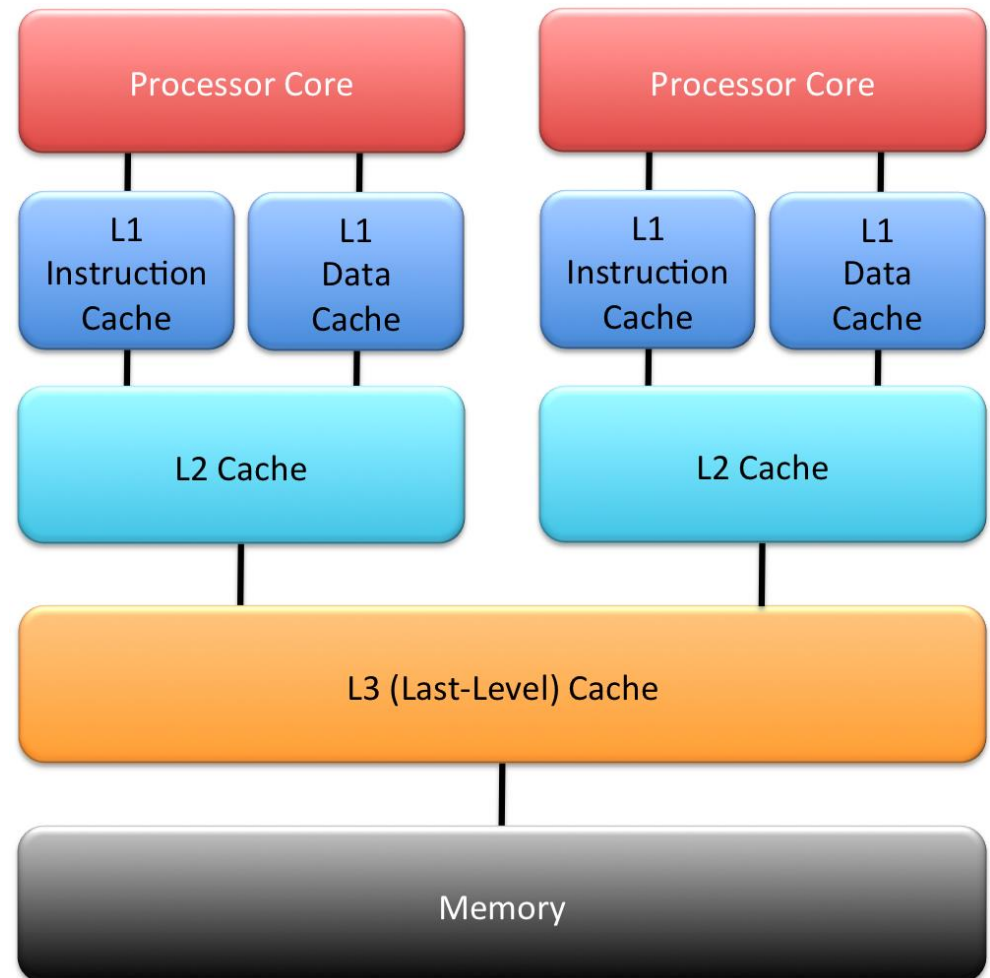 Processor Core
Processor Core
L1
Instruction
Cache
L1
Data
Cache
L1
Instruction
Cache
L1
Data
Cache
L2 Cache
L2 Cache
L3 (Last-Level) Cache
Memory